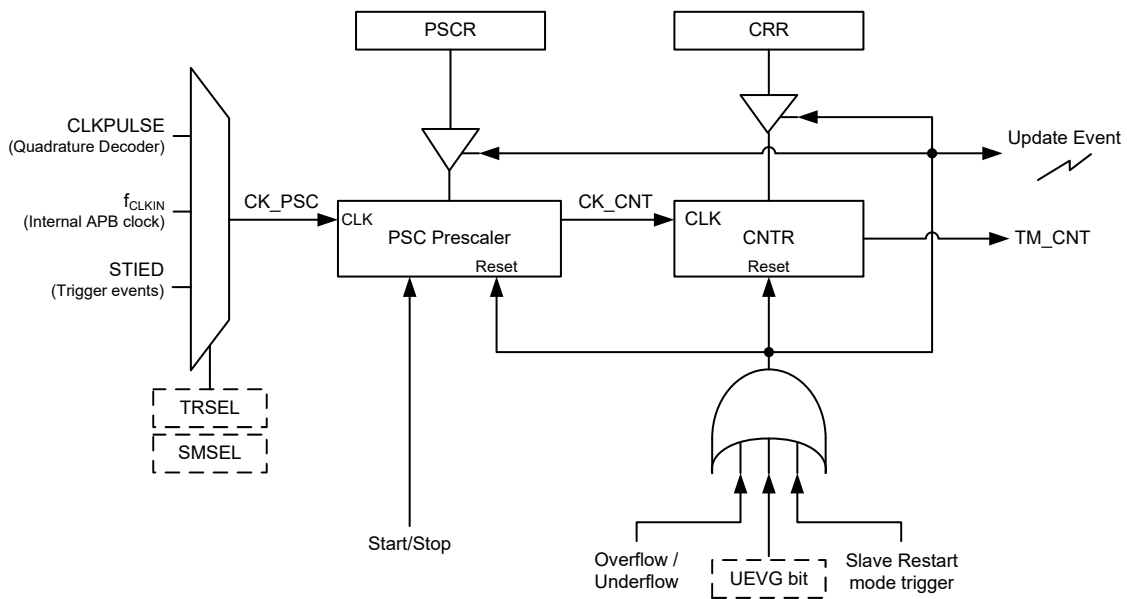 PSCR
CRR
CLKPULSE
(Quadrature Decoder)
Update Event
fCLKIN
(Internal APB clock)
CK_PSC
CLK
PSC Prescaler
Reset
CK_CNT
CLK
CNTR
Reset
TM_CNT
STIED
(Trigger events)
TRSEL
SMSEL
Start/Stop
Overflow /
Underflow
UEVG bit
Slave Restart
mode trigger